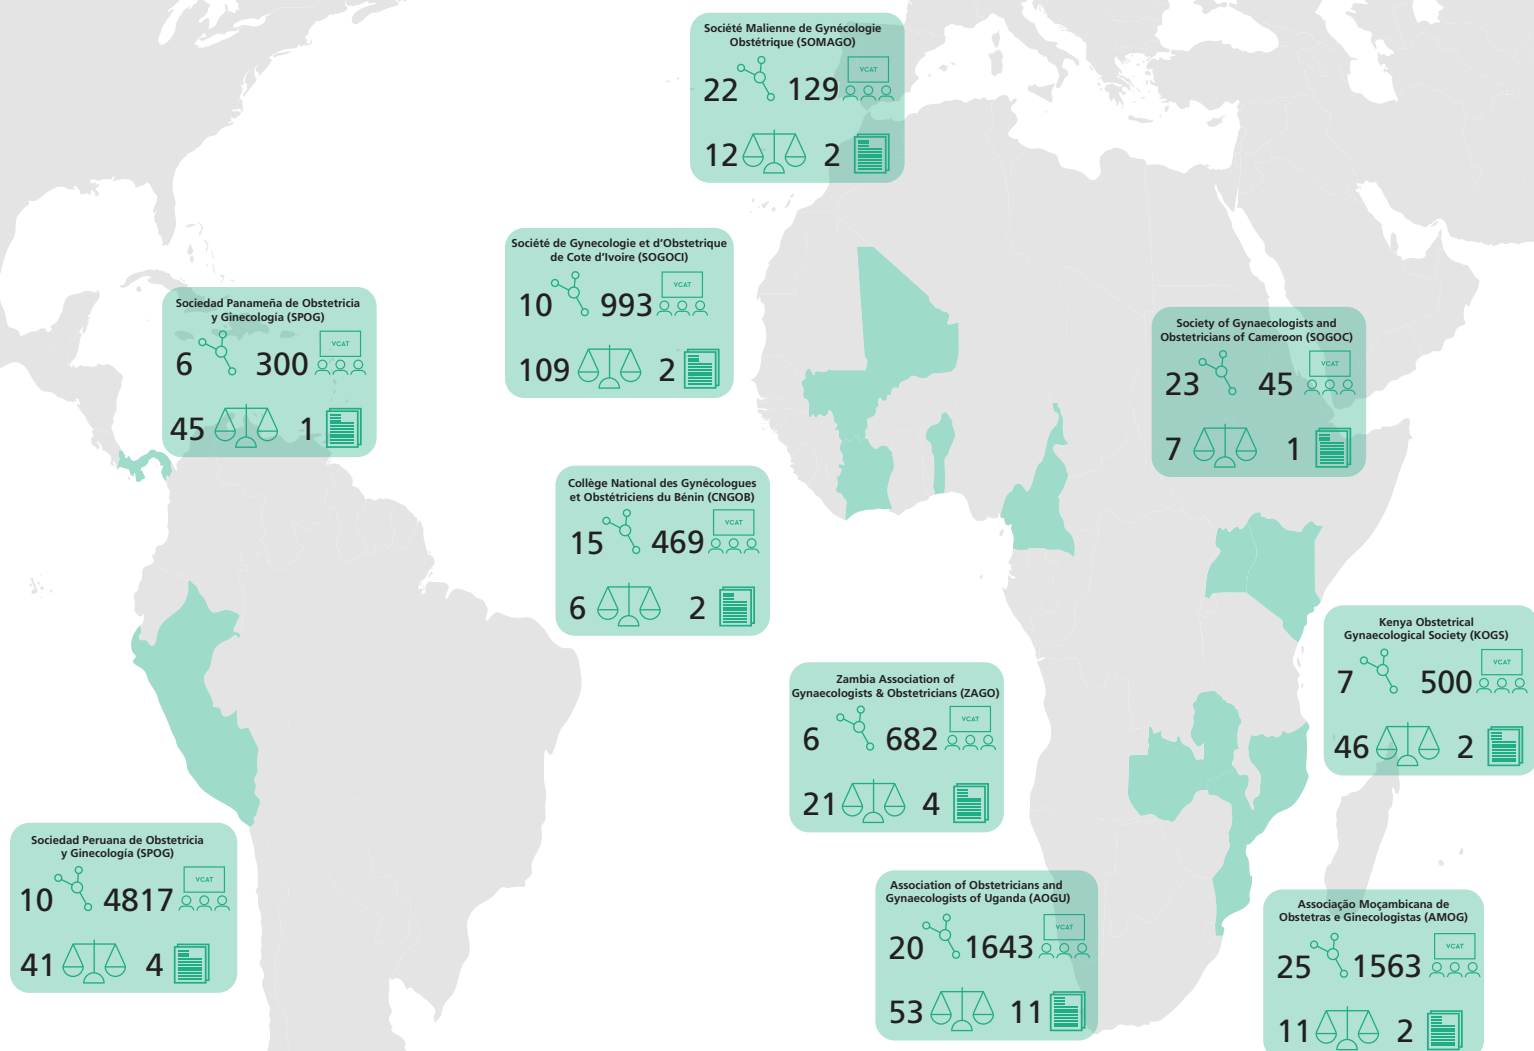 Société Malienne de Gynécologie
Obstétrique (SOMAGO)
22 129 VCAT
12 2
Société de Gynecologie et d'Obstetrique
de Cote d'Ivoire (SOGOCI)
10 993 VCAT
109 2
Sociedad Panameña de Obstetricia
y Ginecología (SPOG)
6 300 VCAT
45 1
Society of Gynaecologists and
Obstetricians of Cameroon (SOGOC)
23 45 VCAT
7 1
Collège National des Gynécologues
et Obstétriciens du Bénin (CNGOB)
15 469 VCAT
6 2
Kenya Obstetrical
Gynaecological Society (KOGS)
7 500 VCAT
46 2
Zambia Association of
Gynaecologists & Obstetricians (ZAGO)
6 682 VCAT
21 4
Sociedad Peruana de Obstetricia
y Ginecología (SPOG)
10 4817 VCAT
41 4
Association of Obstetricians and
Gynaecologists of Uganda (AOGU)
20 1643 VCAT
53 11
Associação Moçambicana de
Obstetras e Ginecologistas (AMOG)
25 1563 VCAT
11 2